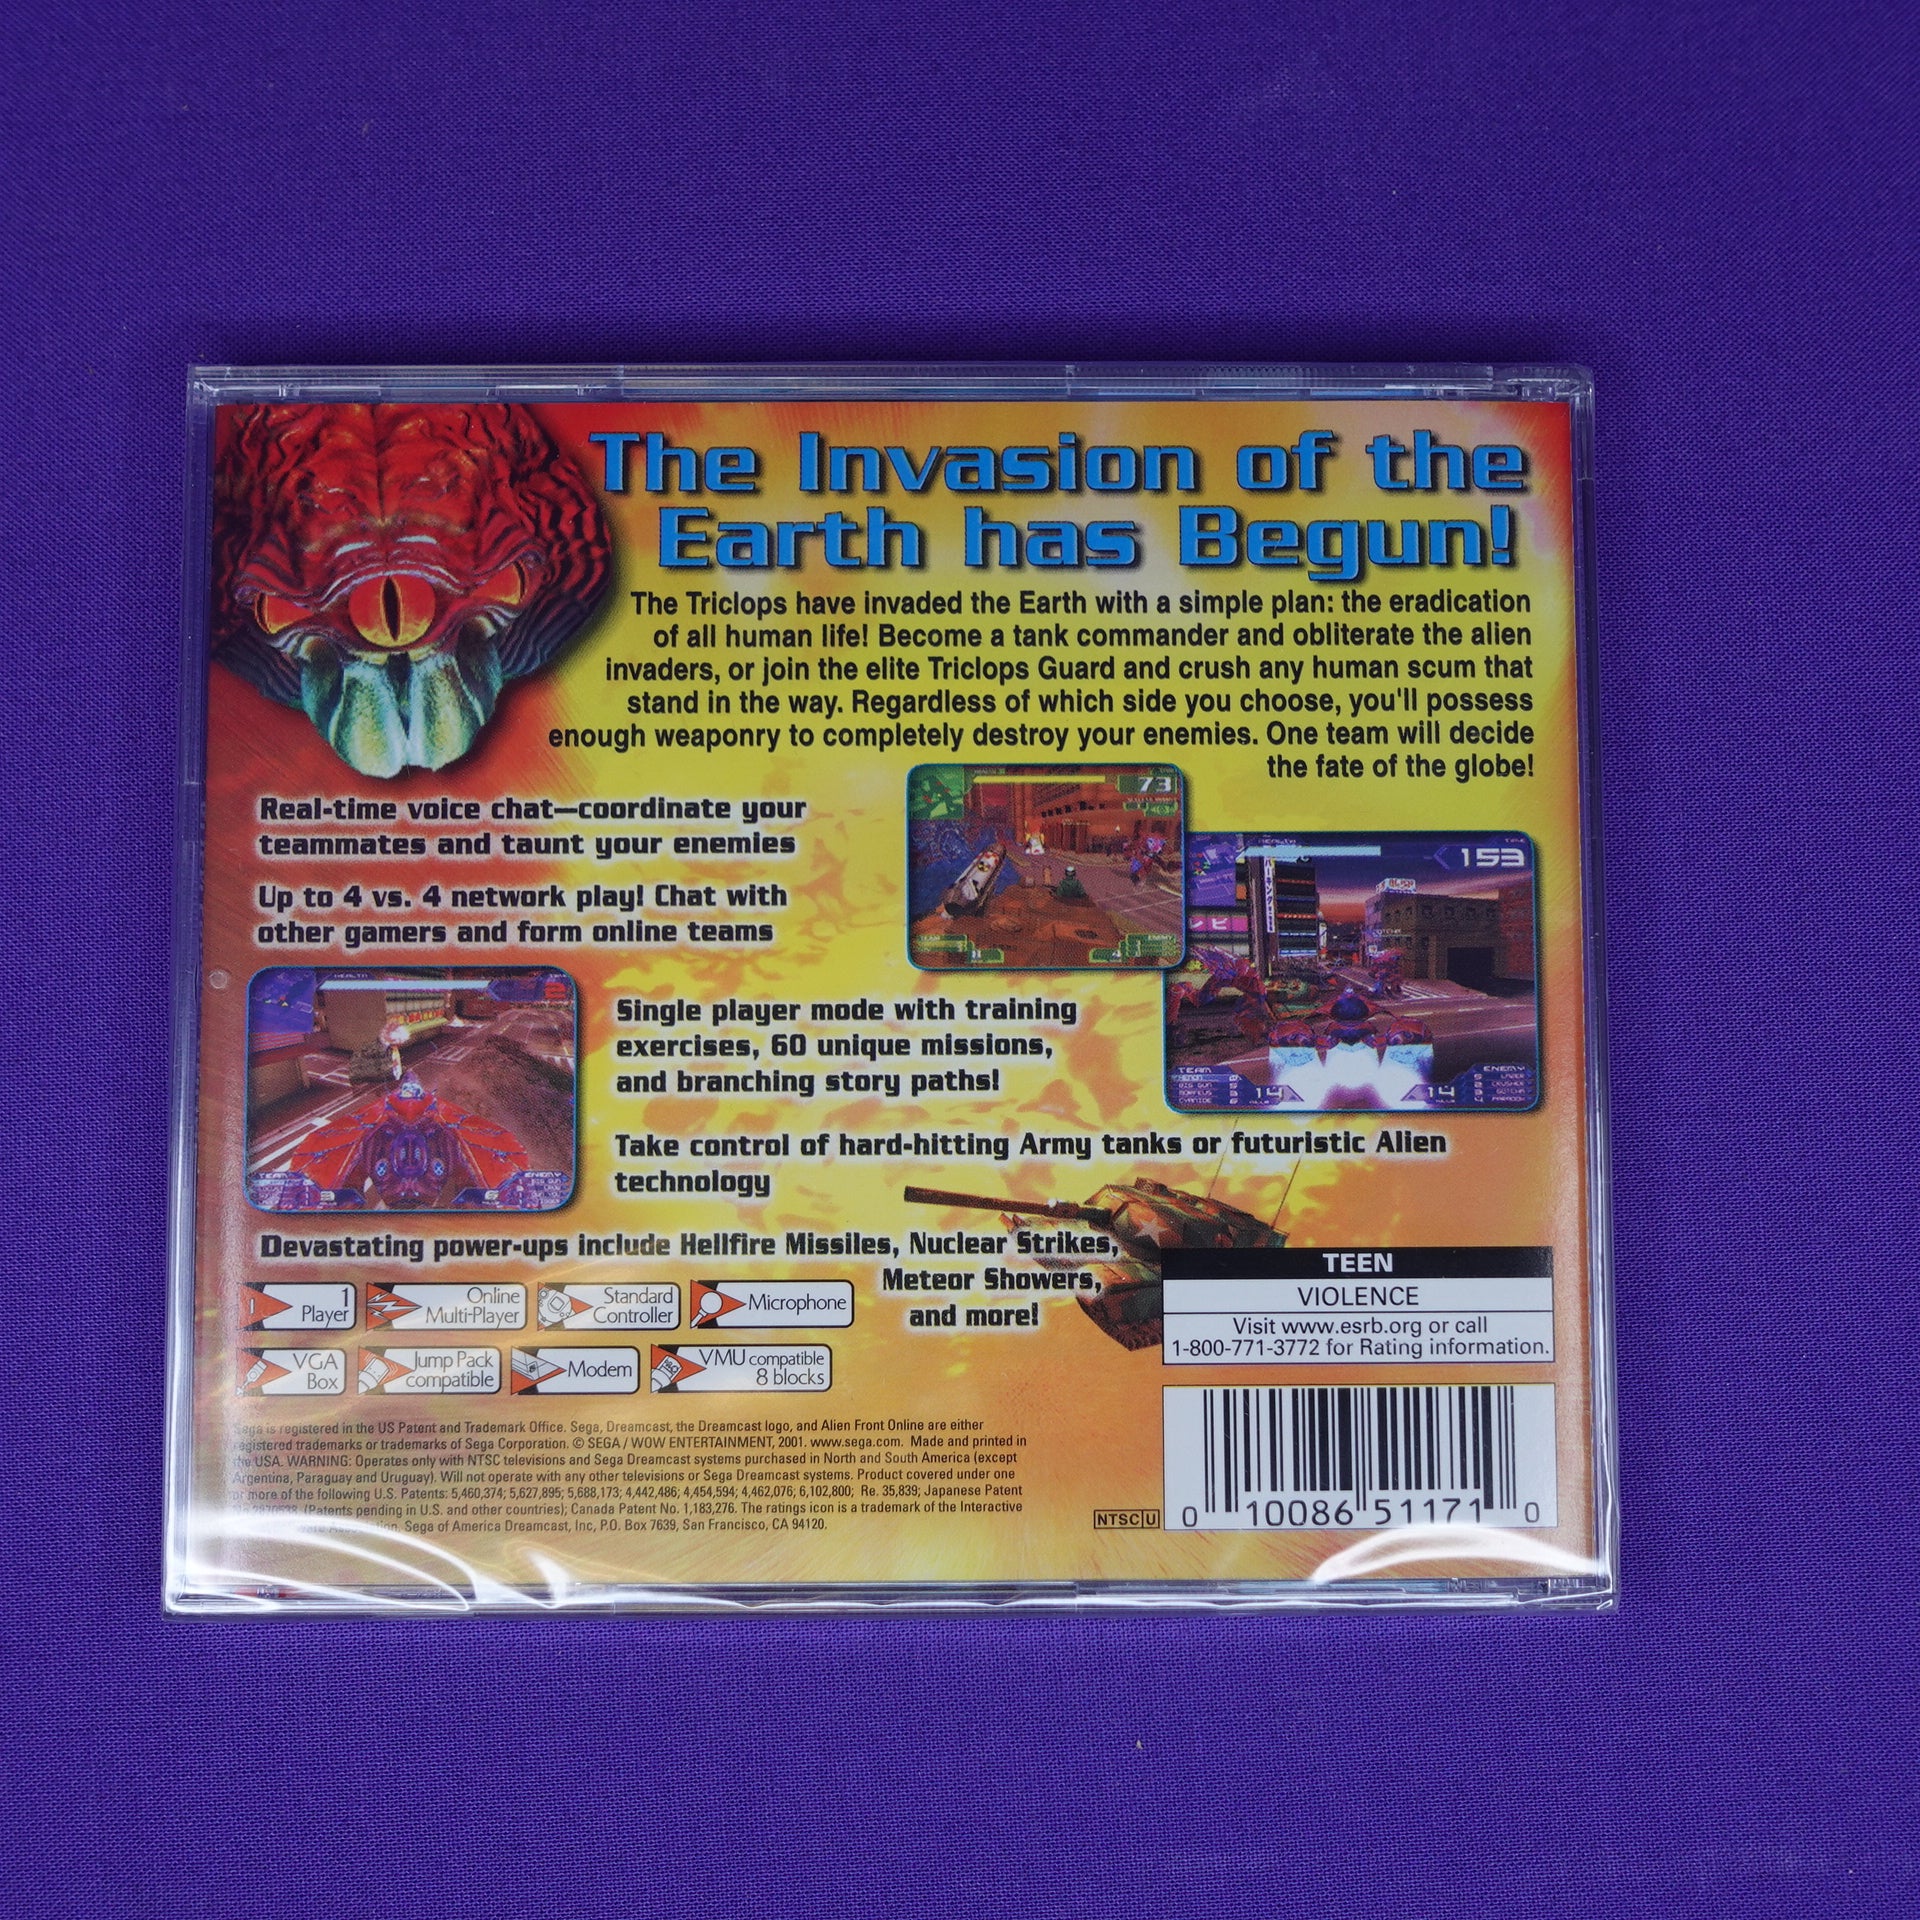 The Invasion of the
Earth has Begun!
The Triclops have invaded the Earth with a simple plan: the eradication
of all human life! Become a tank commander and obliterate the alien
invaders, or join the elite Triclops Guard and crush any human scum that
stand in the way. Regardless of which side you choose, you'll possess
enough weaponry to completely destroy your enemies. One team will decide
the fate of the globe!
Real-time voice chat—coordinate your
teammates and taunt your enemies
Up to 4 vs. 4 network play! Chat with
other gamers and form online teams
73
153
レビ
TEAM
ENEMY
14
14
HEALTH
Single player mode with training
exercises, 60 unique missions,
and branching story paths!
Take control of hard-hitting Army tanks or futuristic Alien
technology
Devastating power-ups include Hellfire Missiles, Nuclear Strikes,
Meteor Showers,
and more!
1
Player
Online
Multi-Player
Standard
Controller
Microphone
VGA
Box
Jump Pack
compatible
Modem
VMU compatible
8 blocks
TEEN
VIOLENCE
Visit www.esrb.org or call
1-800-771-3772 for Rating information.
Sega is registered in the US Patent and Trademark Office. Sega, Dreamcast, the Dreamcast logo, and Alien Front Online are either
registered trademarks or trademarks of Sega Corporation. © SEGA / WOW ENTERTAINMENT, 2001. www.sega.com. Made and printed in
the USA. WARNING: Operates only with NTSC televisions and Sega Dreamcast systems purchased in North and South America (except
Argentina, Paraguay and Uruguay). Will not operate with any other televisions or Sega Dreamcast systems. Product covered under one
or more of the following U.S. Patents: 5,460,374; 5,627,895; 5,688,173; 4,442,486; 4,454,594; 4,462,076; 6,102,800; Re. 35,839; Japanese Patent
(Patents pending in U.S. and other countries); Canada Patent No. 1,183,276. The ratings icon is a trademark of the Interactive
Association. Sega of America Dreamcast, Inc, P.O. Box 7639, San Francisco, CA 94120.
NTSC U
0 10086 51171 0